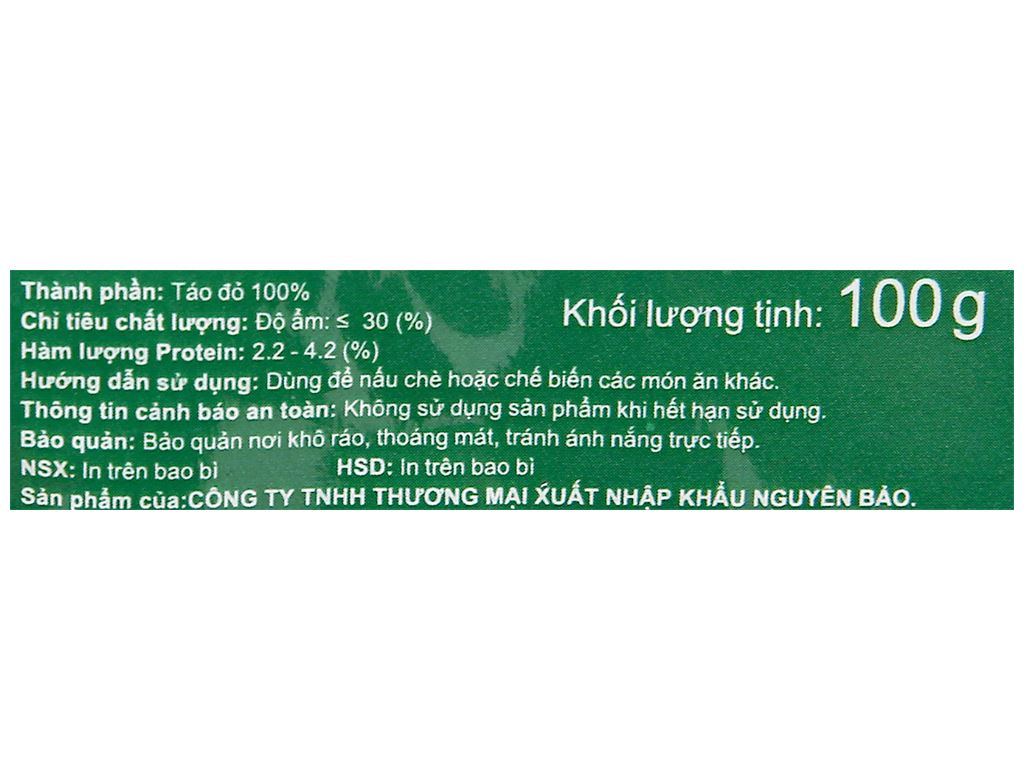 Thành phần: Táo đỏ 100%
Chỉ tiêu chất lượng: Độ ẩm: ≤ 30 (%)
Khối lượng tịnh: 100 g
Hàm lượng Protein: 2.2 - 4.2 (%)
Hướng dẫn sử dụng: Dùng để nấu chè hoặc chế biến các món ăn khác.
Thông tin cảnh báo an toàn: Không sử dụng sản phẩm khi hết hạn sử dụng.
Bảo quản: Bảo quản nơi khô ráo, thoáng mát, tránh ánh nắng trực tiếp.
NSX: In trên bao bì HSD: In trên bao bì
Sản phẩm của:CÔNG TY TNHH THƯƠNG MẠI XUẤT NHẬP KHẨU NGUYÊN BẢO.